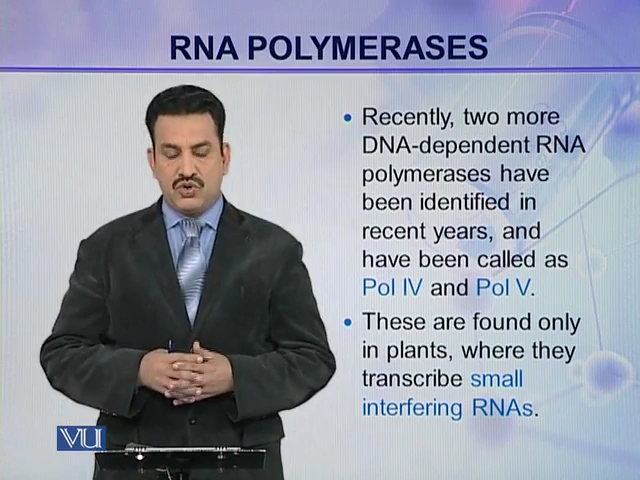 RNA POLYMERASES
• Recently, two more
DNA-dependent RNA
polymerases have
been identified in
recent years, and
have been called as
Pol IV and Pol V.
• These are found only
in plants, where they
transcribe small
interfering RNAs.
VU